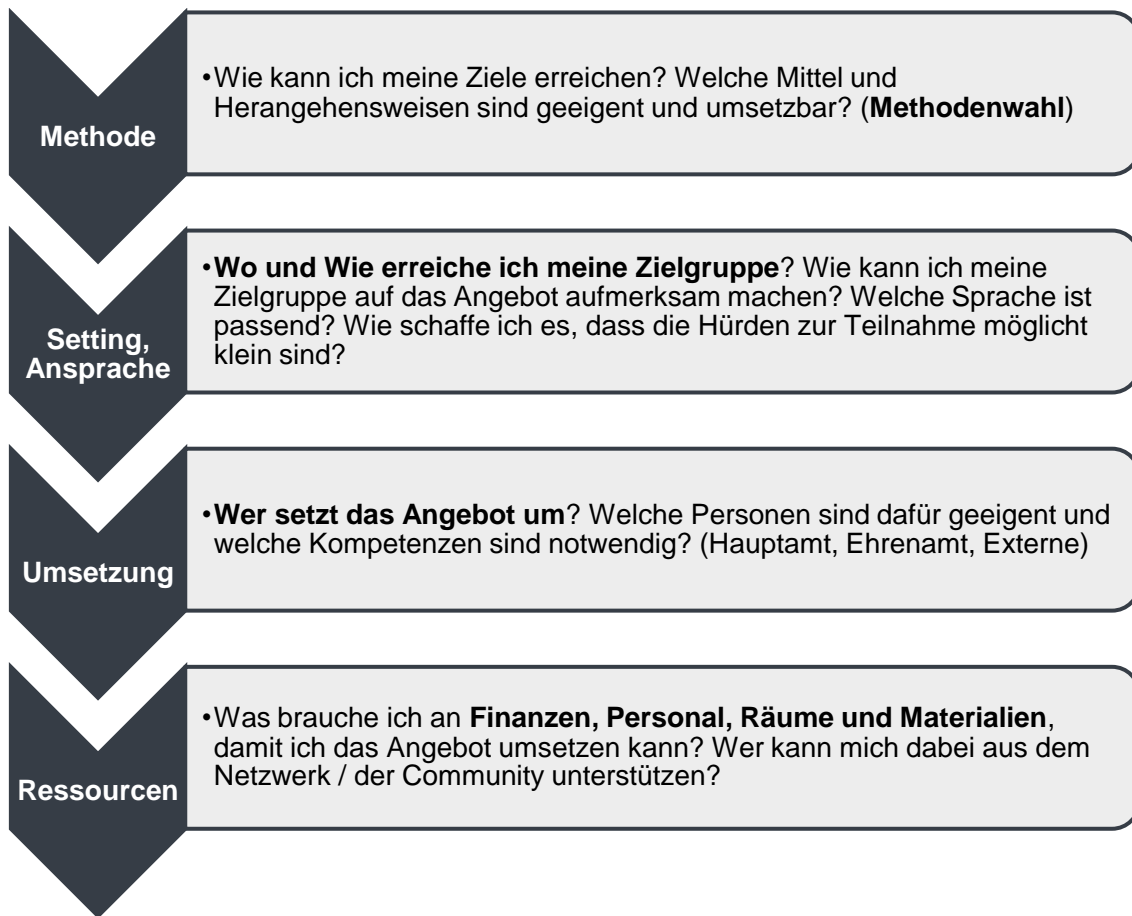 Methode
•Wie kann ich meine Ziele erreichen? Welche Mittel und
Herangehensweisen sind geeigent und umsetzbar? (Methodenwahl)
Setting,
Ansprache
•Wo und Wie erreiche ich meine Zielgruppe? Wie kann ich meine
Zielgruppe auf das Angebot aufmerksam machen? Welche Sprache ist
passend? Wie schaffe ich es, dass die Hürden zur Teilnahme möglicht
klein sind?
Umsetzung
•Wer setzt das Angebot um? Welche Personen sind dafür geeigent und
welche Kompetenzen sind notwendig? (Hauptamt, Ehrenamt, Externe)
Ressourcen
•Was brauche ich an Finanzen, Personal, Räume und Materialien,
damit ich das Angebot umsetzen kann? Wer kann mich dabei aus dem
Netzwerk / der Community unterstützen?